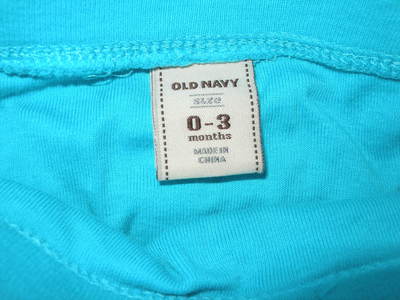 OLD NAVY
SIZE
0-3
months
MADE IN
CHINA